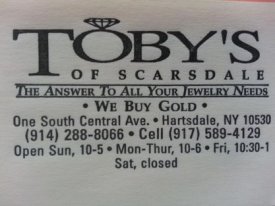 TOBY'S
OF SCARSDALE
THE ANSWER TO ALL YOUR JEWELRY NEEDS
• WE BUY GOLD •
One South Central Ave. • Hartsdale, NY 10530
(914) 288-8066 • Cell (917) 589-4129
Open Sun, 10-5 • Mon-Thur, 10-6 • Fri, 10:30-1
Sat, closed